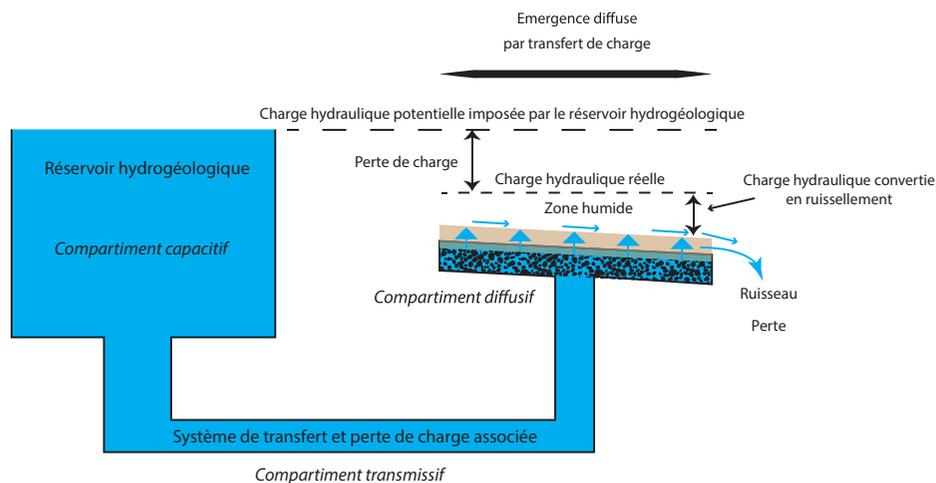 Emergence diffuse
par transfert de charge
Charge hydraulique potentielle imposée par le réservoir hydrogéologique
Perte de charge
Réservoir hydrogéologique
Charge hydraulique réelle
Charge hydraulique convertie
en ruissellement
Zone humide
Compartiment capacitif
Compartiment diffusif
Ruisseau
Perte
Système de transfert et perte de charge associée
Compartiment transmissif